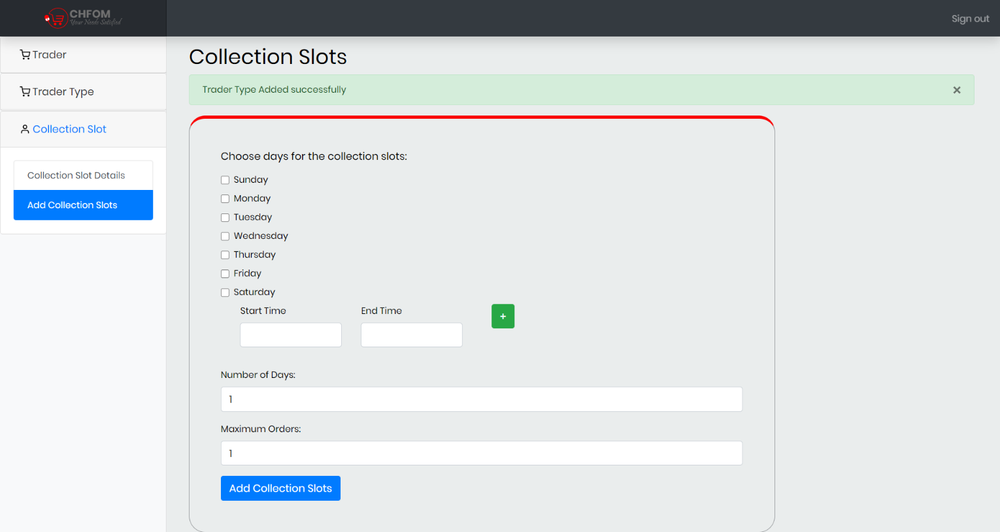 CHFOM
Your Needs Satisfied
Sign out
Trader
Trader Type
Collection Slot
Collection Slot Details
Add Collection Slots
Collection Slots
Trader Type Added successfully
×
Choose days for the collection slots:
Sunday
Monday
Tuesday
Wednesday
Thursday
Friday
Saturday
Start Time End Time +
Number of Days:
1
Maximum Orders:
1
Add Collection Slots